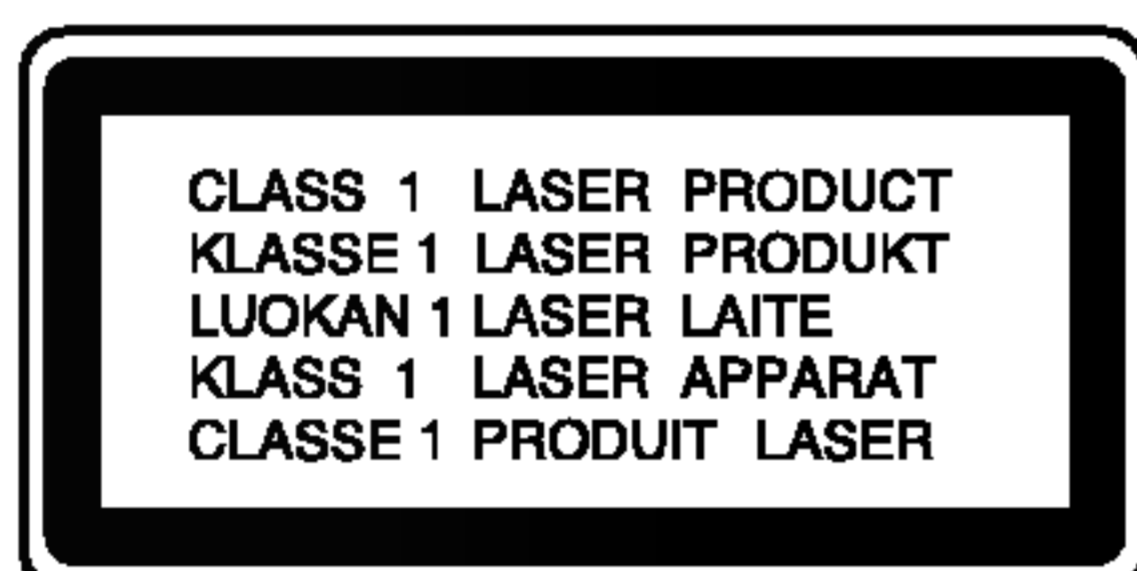 CLASS 1 LASER PRODUCT
KLASSE 1 LASER PRODUKT
LUOKAN 1 LASER LAITE
KLASS 1 LASER APPARAT
CLASSE 1 PRODUIT LASER